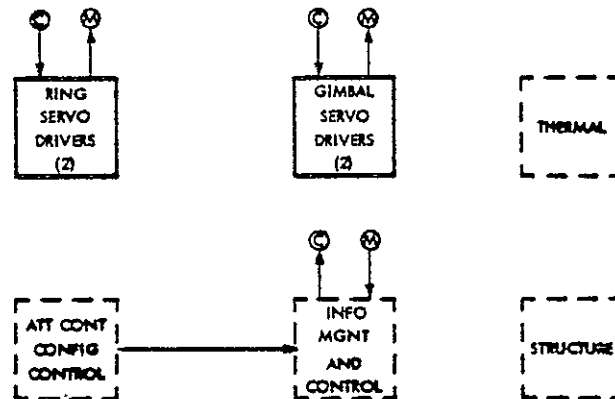 C M
C M
RING
SERVO
DRIVERS
(2)
GIMBAL
SERVO
DRIVERS
(2)
THERMAL
C M
ATT CONT
CONFIG
CONTROL
INFO
MGNT
AND
CONTROL
STRUCTURE